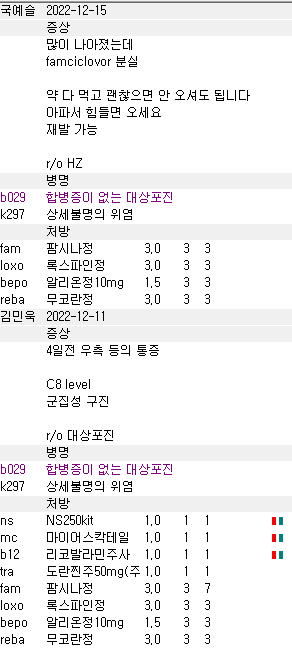 국예슬 2022-12-15
증상
많이 나아졌는데
famciclovor 분실
약 다 먹고 괜찮으면 안 오셔도 됩니다
아파서 힘들면 오세요
재발 가능
r/o HZ
병명
b029 합병증이 없는 대상포진
k297 상세불명의 위염
처방
fam 팜시나정 3.0 3 3
loxo 록스파인정 3.0 3 3
bepo 알리온정10mg 1.5 3 3
reba 무코란정 3.0 3 3
김민욱 2022-12-11
증상
4일전 우측 등의 통증
C8 level
군집성 구진
r/o 대상포진
병명
b029 합병증이 없는 대상포진
k297 상세불명의 위염
처방
ns NS250kit 1.0 1 1
mc 마이어스칵테일 1.0 1 1
b12 리코발라민주사 1.0 1 1
tra 도란찐주50mg(주 1.0 1 1
fam 팜시나정 3.0 3 7
loxo 록스파인정 3.0 3 3
bepo 알리온정10mg 1.5 3 3
reba 무코란정 3.0 3 3